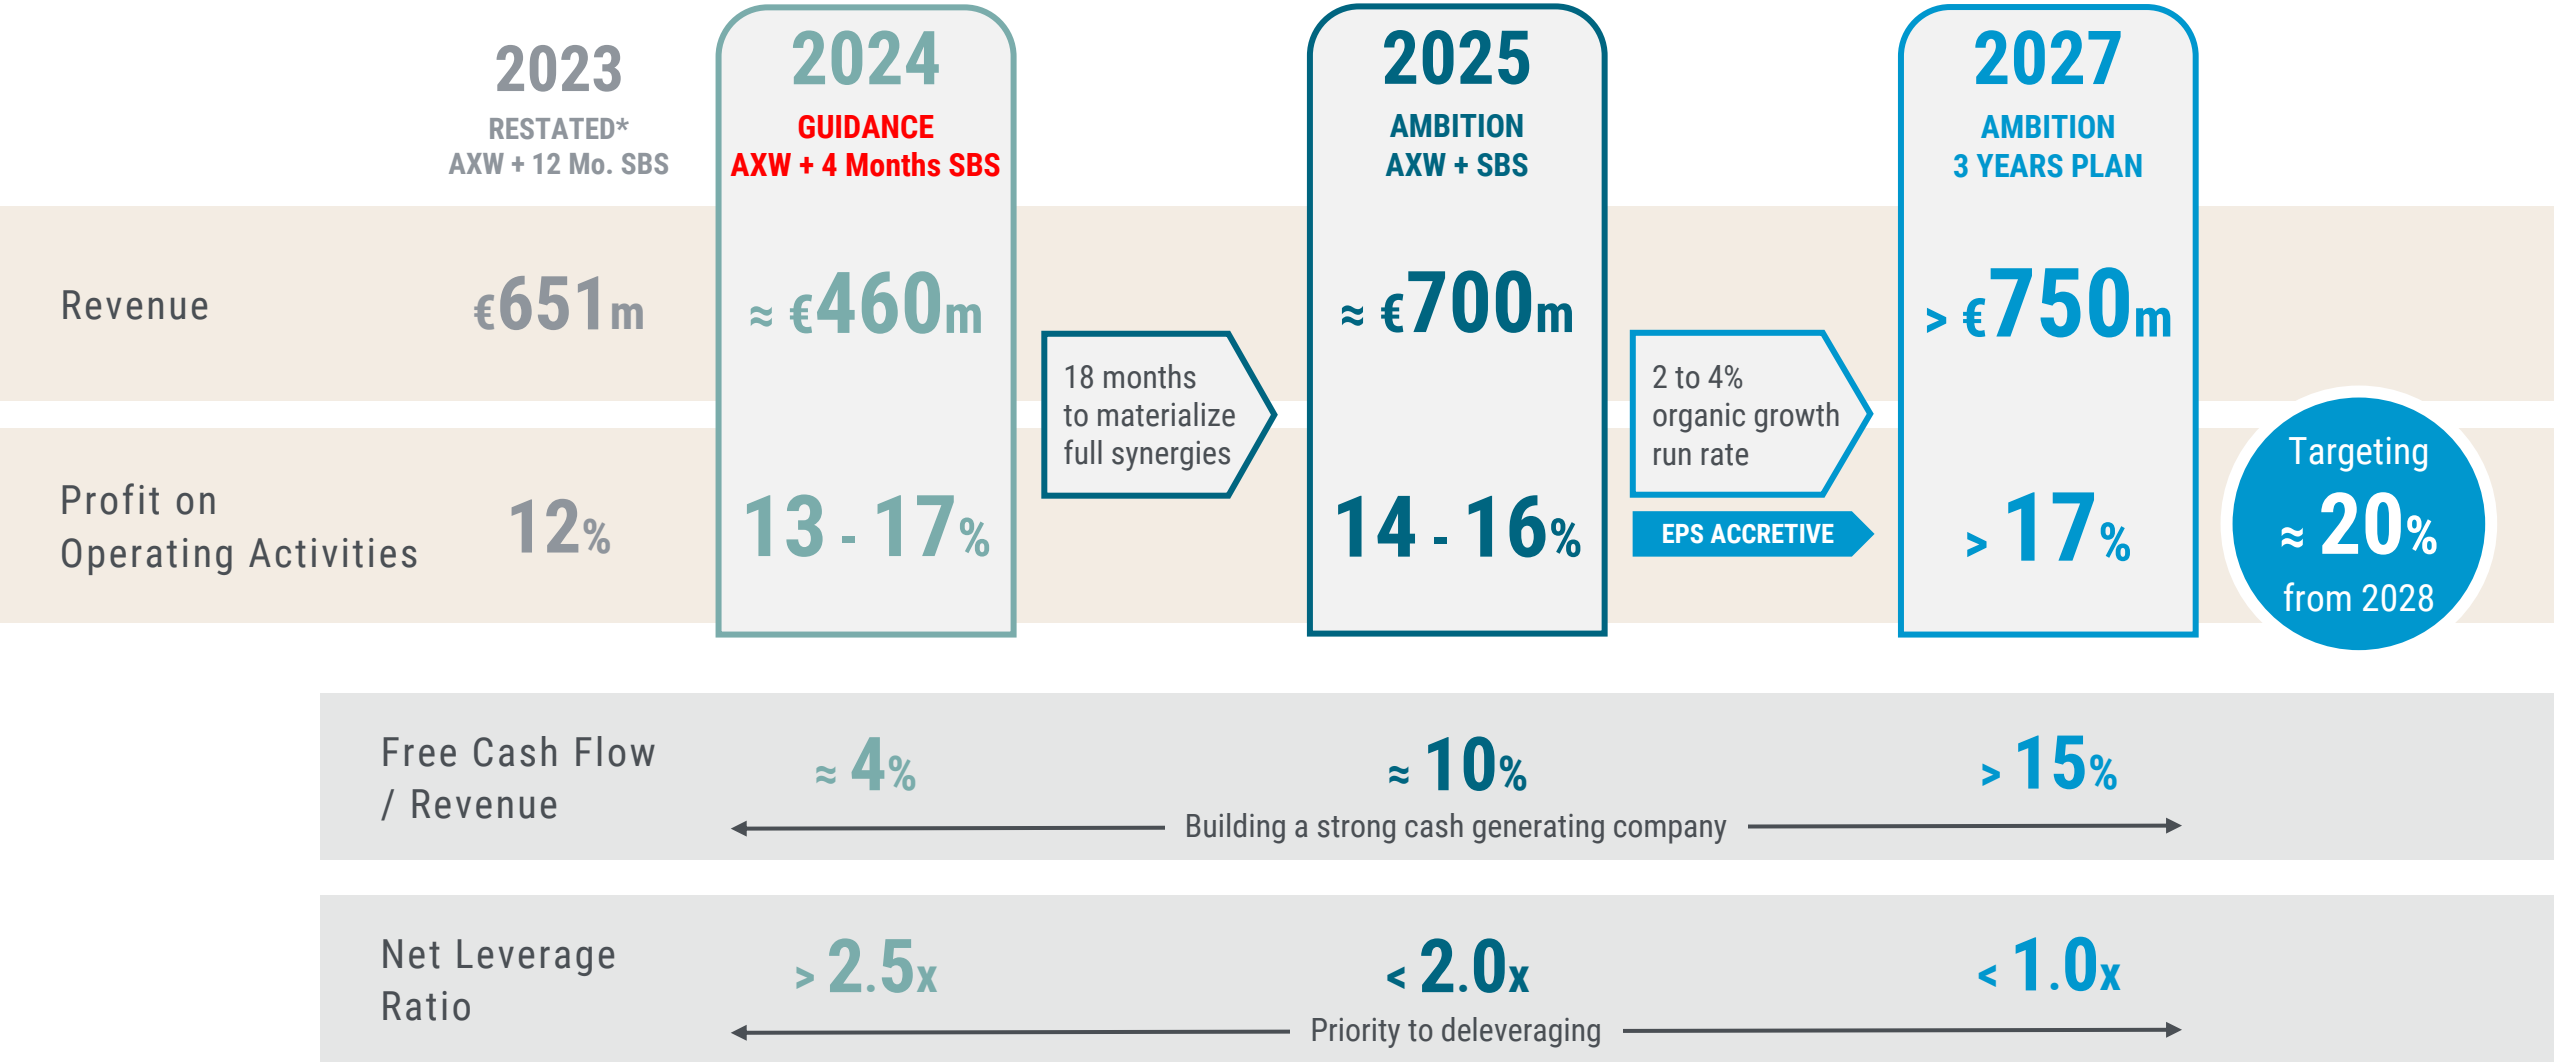 2023
RESTATED*
AXW + 12 Mo. SBS
2024
GUIDANCE
AXW + 4 Months SBS
2025
AMBITION
AXW + SBS
2027
AMBITION
3 YEARS PLAN
Revenue
€651m
≈ €460m
≈ €700m
> €750m
18 months
to materialize
full synergies
2 to 4%
organic growth
run rate
EPS ACCRETIVE
Profit on
Operating Activities
12%
13 - 17%
14 - 16%
> 17%
Targeting
≈ 20%
from 2028
Free Cash Flow
/ Revenue
≈ 4%
≈ 10%
> 15%
Building a strong cash generating company
Net Leverage
Ratio
> 2.5x
< 2.0x
< 1.0x
Priority to deleveraging